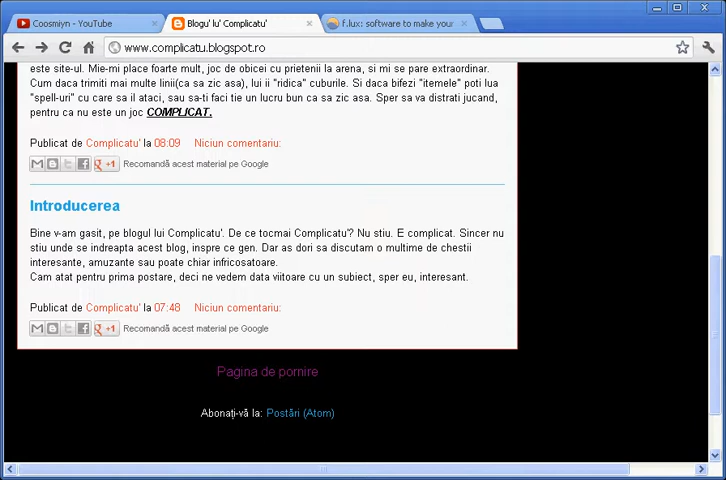 Coosmiyn - YouTube
Blogu' lu' Complicatu'
f.lux: software to make your
www.complicatu.blogspot.ro
este site-ul. Mie-mi place foarte mult, joc de obicei cu prietenii la arena, si mi se pare extraordinar.
Cum daca trimiti mai multe linii(ca sa zic asa), lui ii "ridica" cuburile. Si daca bifezi "itemele" poti lua
"spell-uri" cu care sa il ataci, sau sa-ti faci tie un lucru bun ca sa zic asa. Sper sa va distrati jucand,
pentru ca nu este un joc COMPLICAT.
Publicat de Complicatu' la 08:09 Niciun comentariu:
g +1 Recomandă acest material pe Google
Introducerea
Bine v-am gasit, pe blogul lui Complicatu'. De ce tocmai Complicatu'? Nu stiu. E complicat. Sincer nu
stiu unde se indreapta acest blog, inspre ce gen. Dar as dori sa discutam o multime de chestii
interesante, amuzante sau poate chiar infricosatoare.
Cam atat pentru prima postare, deci ne vedem data viitoare cu un subiect, sper eu, interesant.
Publicat de Complicatu' la 07:48 Niciun comentariu:
g +1 Recomandă acest material pe Google
Pagina de pornire
Abonați-vă la: Postări (Atom)